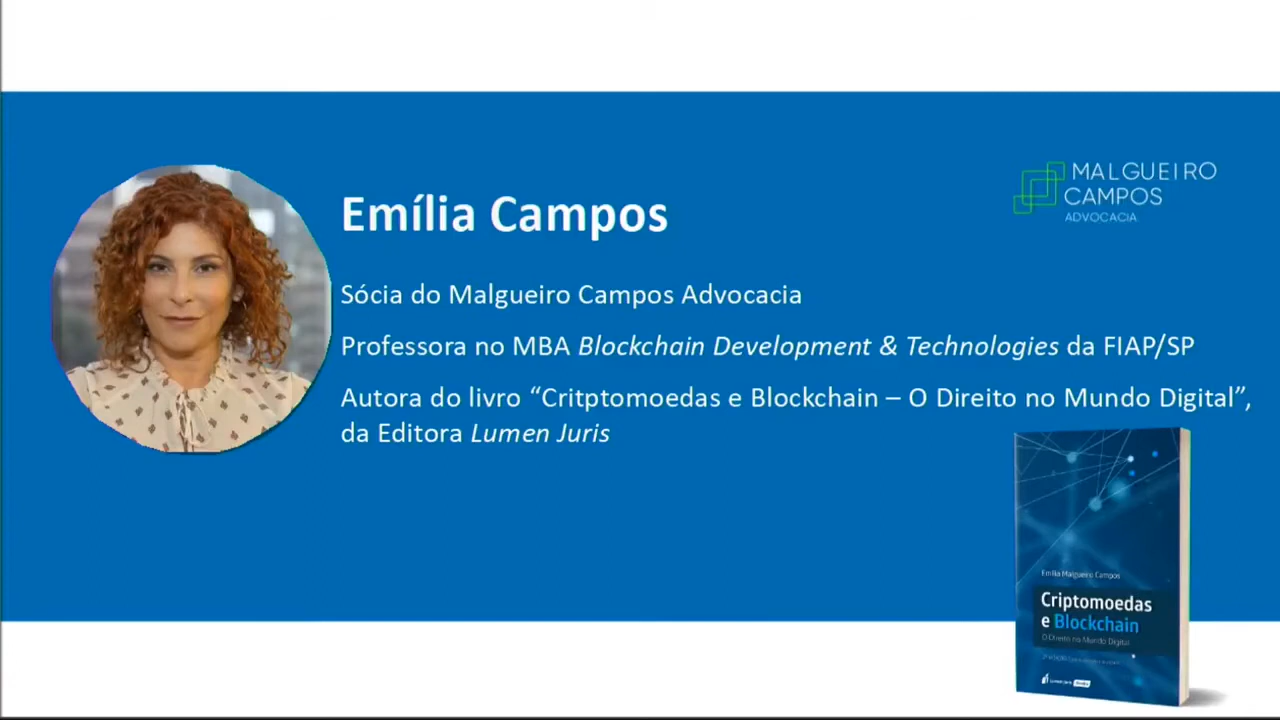 Emília Campos
MALGUEIRO
CAMPOS
ADVOCACIA
Sócia do Malgueiro Campos Advocacia
Professora no MBA Blockchain Development & Technologies da FIAP/SP
Autora do livro “Critptomoedas e Blockchain – O Direito no Mundo Digital”,
da Editora Lumen Juris
Emília Malgueiro Campos
Criptomoedas
e Blockchain
O Direito no Mundo Digital